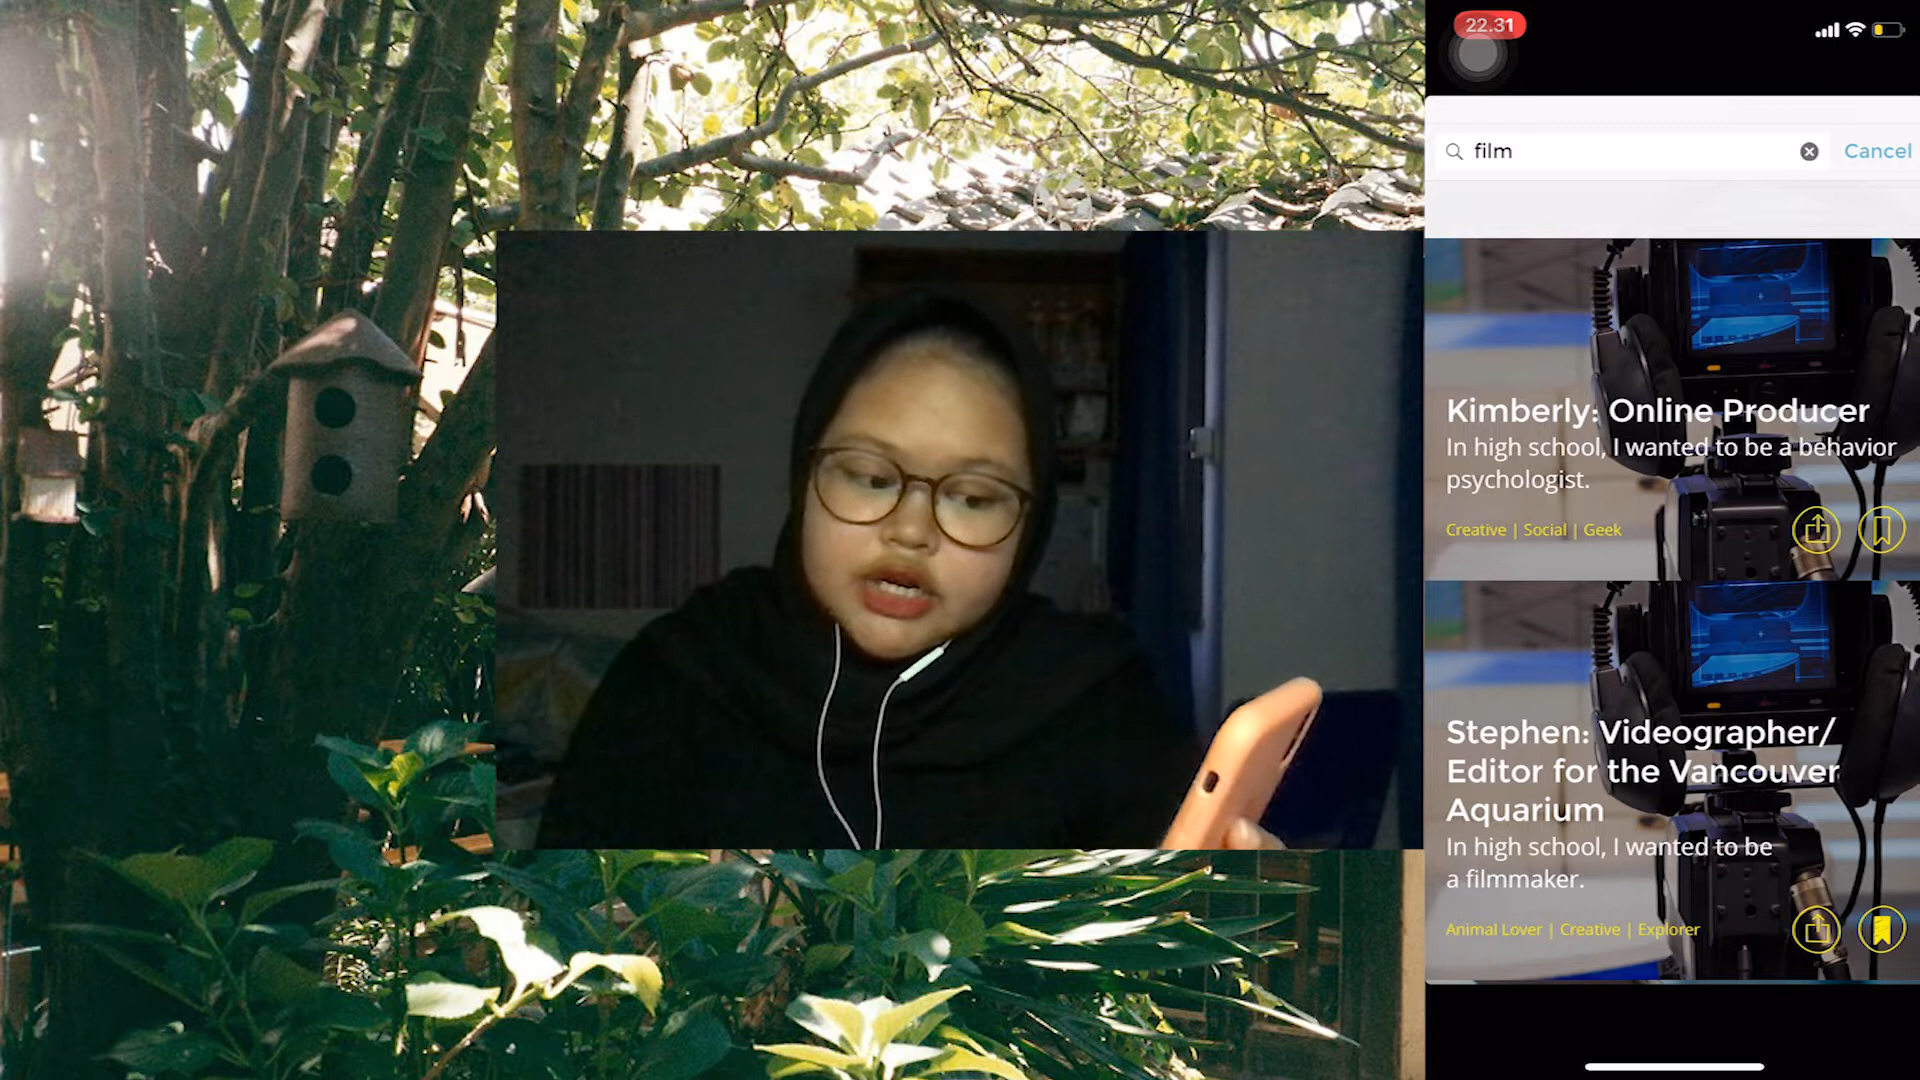 22.31
film
Cancel
Kimberly: Online Producer
In high school, I wanted to be a behavior
psychologist.
Creative | Social | Geek
Stephen: Videographer/
Editor for the Vancouver
Aquarium
In high school, I wanted to be
a filmmaker.
Animal Lover | Creative | Explorer